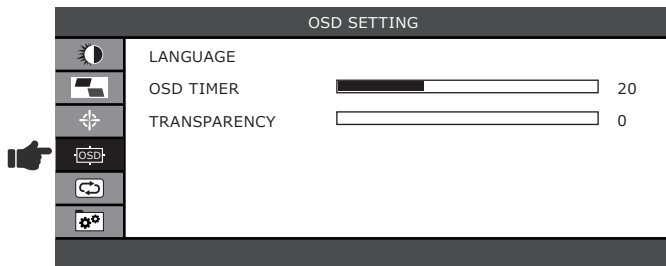 OSD SETTING
LANGUAGE
OSD TIMER 20
TRANSPARENCY 0
OSD